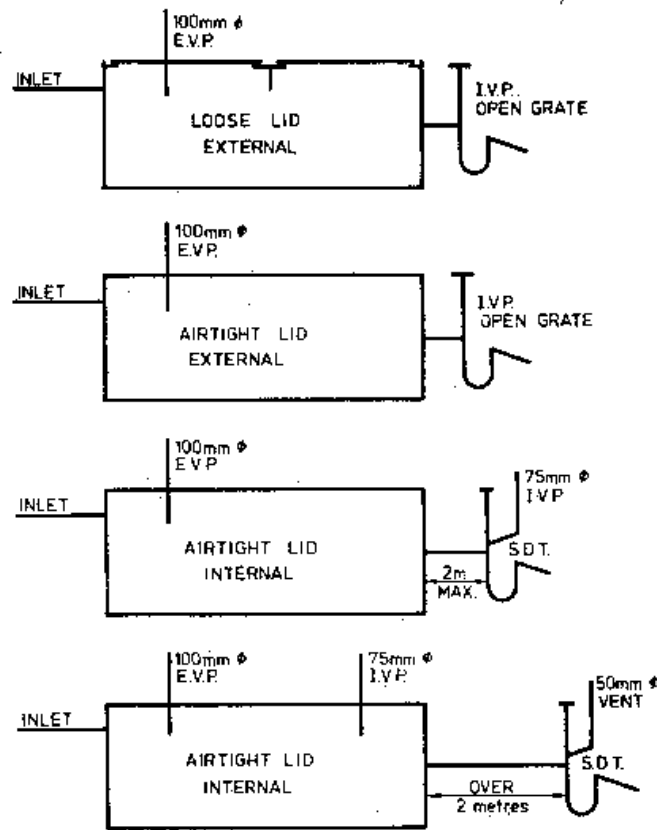 100mm ϕ
E.V.P.
INLET
LOOSE LID
EXTERNAL
I.V.P.
OPEN GRATE
100mm ϕ
E.V.P.
INLET
AIRTIGHT LID
EXTERNAL
I.V.P.
OPEN GRATE
100mm ϕ
E.V.P.
INLET
AIRTIGHT LID
INTERNAL
75mm ϕ
I.V.P.
S.D.T.
2m
MAX.
100mm ϕ
E.V.P.
75mm ϕ
I.V.P.
INLET
AIRTIGHT LID
INTERNAL
50mm ϕ
VENT
S.D.T.
OVER
2 metres